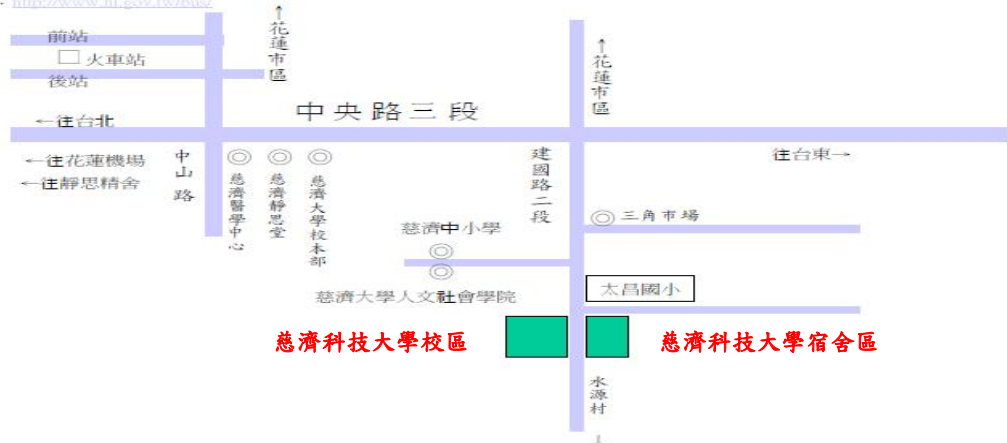 http://www.hl.gov.tw/bus/
前站
□ 火車站
後站
↑花蓮市區
↑花蓮市區
中央路三段
←往台北
←往花蓮機場
←往靜思精舍
中山路
◎慈濟醫學中心
◎慈濟靜思堂
◎慈濟大學校本部
建國路二段
往台東→
◎三角市場
慈濟中小學
◎
◎
慈濟大學人文社會學院
太昌國小
慈濟科技大學校區
慈濟科技大學宿舍區
水源村
↓